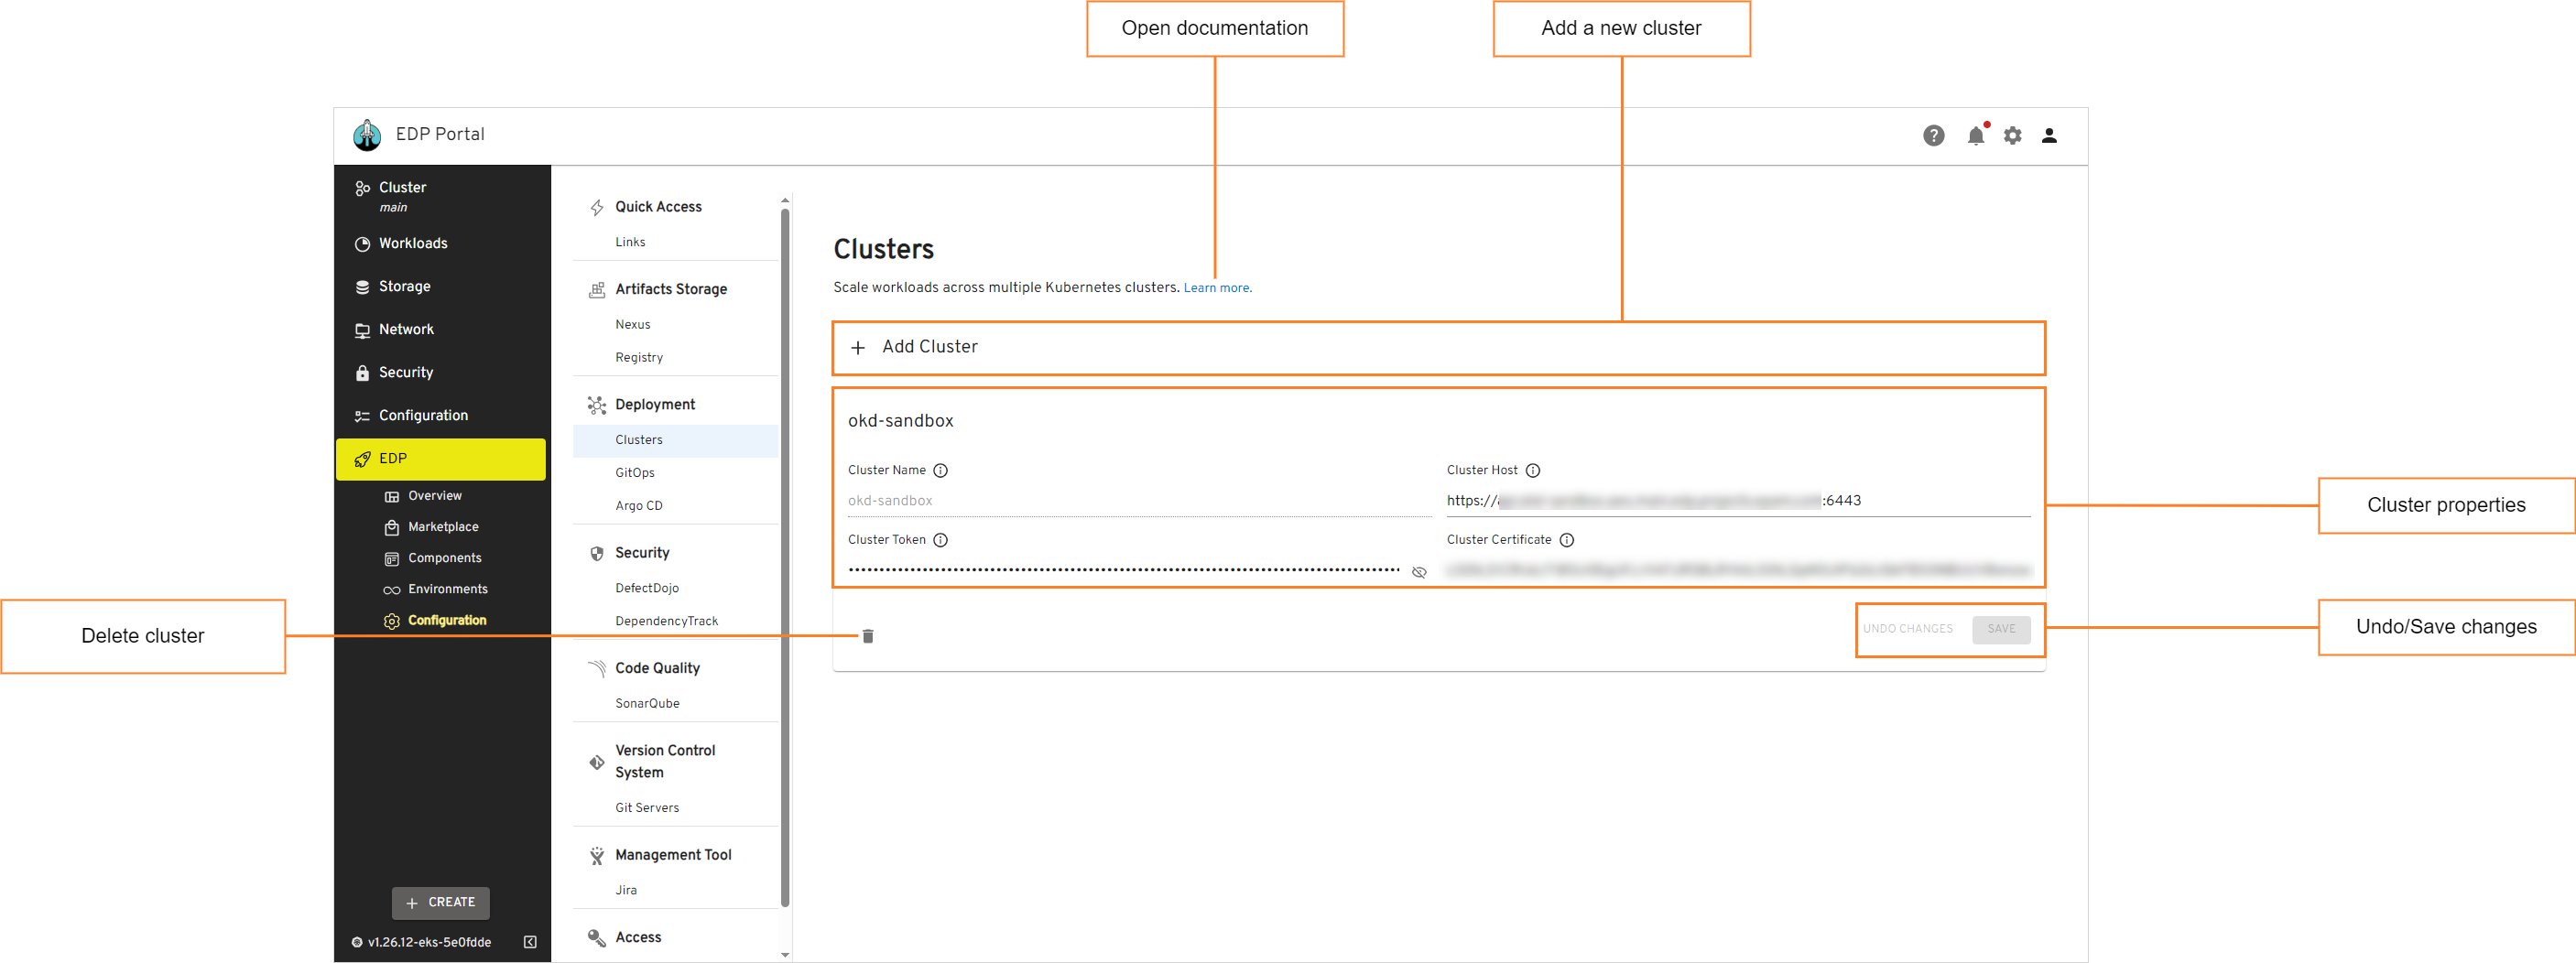 Open documentation
Add a new cluster
EDP Portal
Cluster
main
Workloads
Storage
Network
Security
Configuration
EDP
Overview
Marketplace
Components
Environments
Configuration
+ CREATE
v1.26.12-eks-5e0fdde
Quick Access
Links
Artifacts Storage
Nexus
Registry
Deployment
Clusters
GitOps
Argo CD
Security
DefectDojo
DependencyTrack
Code Quality
SonarQube
Version Control
System
Git Servers
Management Tool
Jira
Access
Clusters
Scale workloads across multiple Kubernetes clusters. Learn more.
+ Add Cluster
okd-sandbox
Cluster Name
okd-sandbox
Cluster Host
https:// :6443
Cluster Token
Cluster Certificate
UNDO CHANGES
SAVE
Cluster properties
Delete cluster
Undo/Save changes